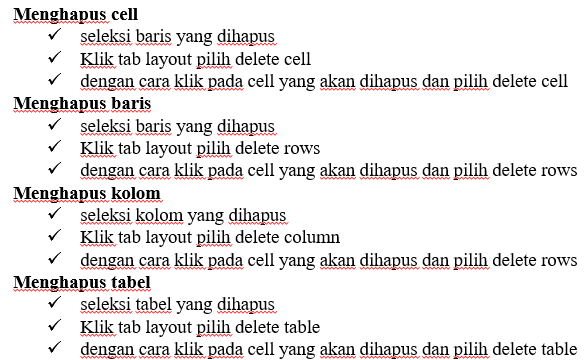 Menghapus cell
✓ seleksi baris yang dihapus
✓ Klik tab layout pilih delete cell
✓ dengan cara klik pada cell yang akan dihapus dan pilih delete cell
Menghapus baris
✓ seleksi baris yang dihapus
✓ Klik tab layout pilih delete rows
✓ dengan cara klik pada cell yang akan dihapus dan pilih delete rows
Menghapus kolom
✓ seleksi kolom yang dihapus
✓ Klik tab layout pilih delete column
✓ dengan cara klik pada cell yang akan dihapus dan pilih delete rows
Menghapus tabel
✓ seleksi tabel yang dihapus
✓ Klik tab layout pilih delete table
✓ dengan cara klik pada cell yang akan dihapus dan pilih delete table